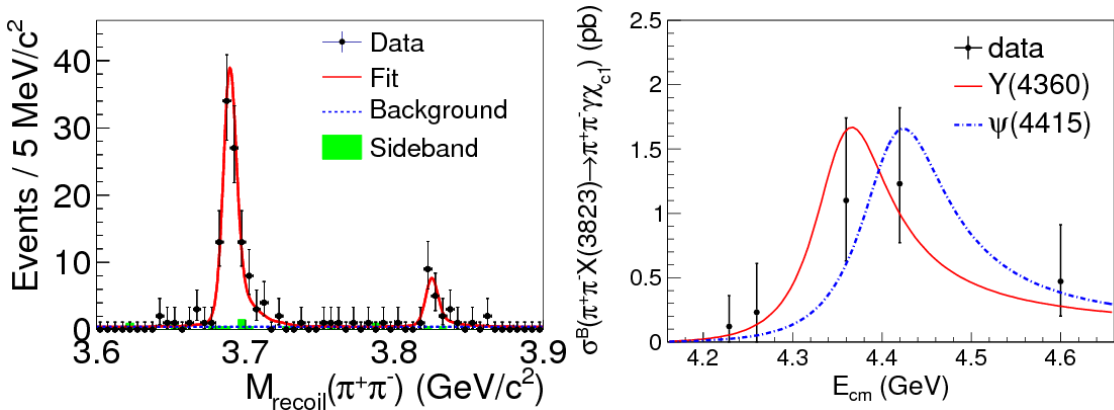 Events / 5 MeV/c²
40
30
20
10
0
Data
Fit
Background
Sideband
3.6 3.7 3.8 3.9
M_recoil(π⁺π⁻) (GeV/c²)
σᴮ(π⁺π⁻X(3823)→π⁺π⁻γχ_c1) (pb)
2.5
2
1.5
1
0.5
0
data
Y(4360)
ψ(4415)
4.2 4.3 4.4 4.5 4.6
E_cm (GeV)